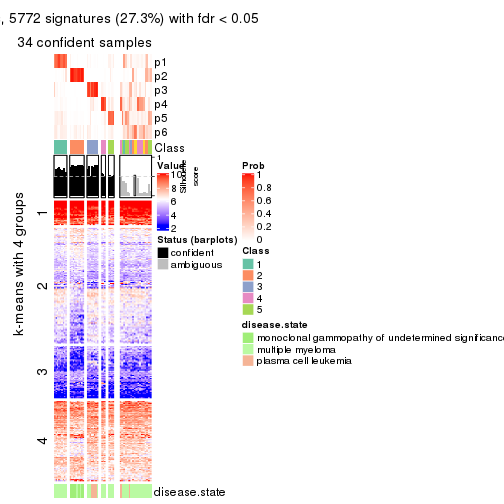 , 5772 signatures (27.3%) with fdr < 0.05
34 confident samples
p1
p2
p3
p4
p5
p6
Class
1
Silhouette score
Value
10
8
6
4
2
Status (barplots)
confident
ambiguous
Prob
1
0.8
0.6
0.4
0.2
0
Class
1
2
3
4
5
disease.state
monoclonal gammopathy of undetermined significance
multiple myeloma
plasma cell leukemia
k-means with 4 groups
1
2
3
4
disease.state